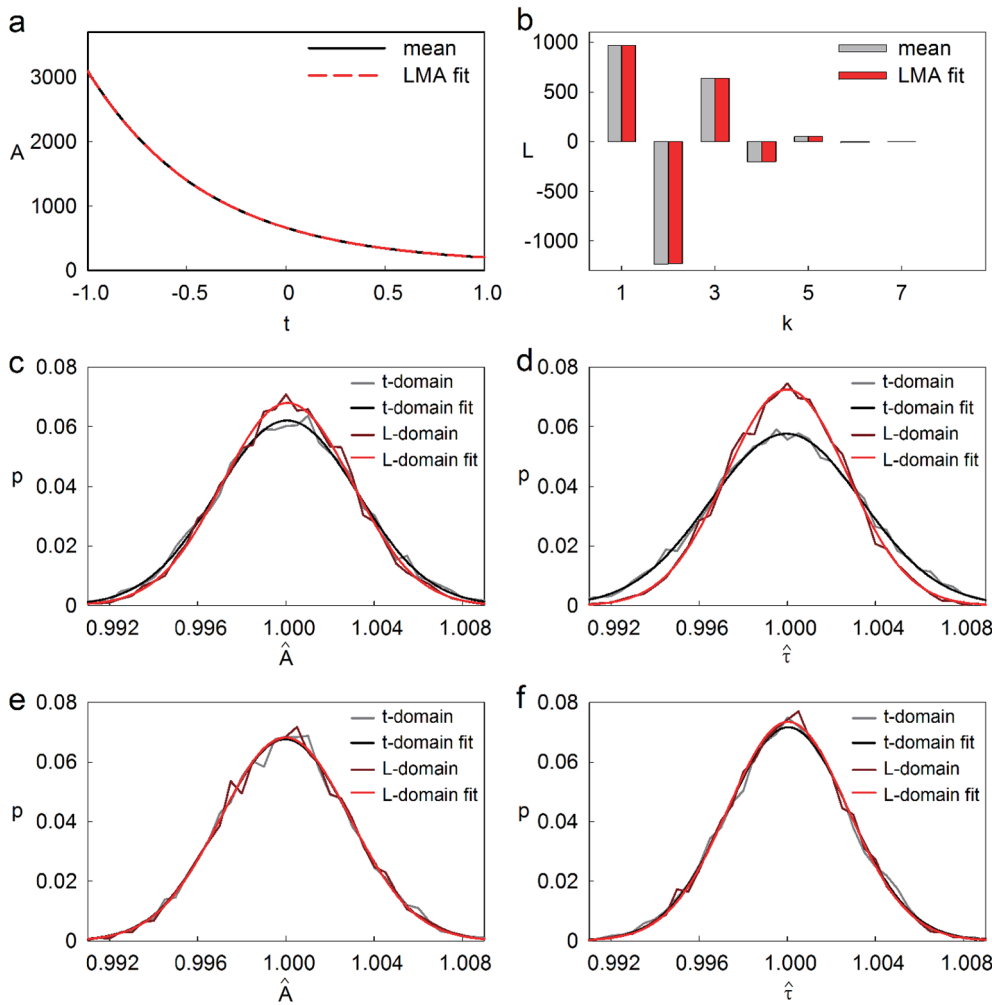 a
mean
LMA fit
3000
2000
1000
0
A
-1.0 -0.5 0 0.5 1.0
t
b
mean
LMA fit
1000
500
0
-500
-1000
L
1 3 5 7
k
c
t-domain
t-domain fit
L-domain
L-domain fit
0.08
0.06
0.04
0.02
0
p
0.992 0.996 1.000 1.004 1.008
Â
d
t-domain
t-domain fit
L-domain
L-domain fit
0.08
0.06
0.04
0.02
0
p
0.992 0.996 1.000 1.004 1.008
τ̂
e
t-domain
t-domain fit
L-domain
L-domain fit
0.08
0.06
0.04
0.02
0
p
0.992 0.996 1.000 1.004 1.008
Â
f
t-domain
t-domain fit
L-domain
L-domain fit
0.08
0.06
0.04
0.02
0
p
0.992 0.996 1.000 1.004 1.008
τ̂